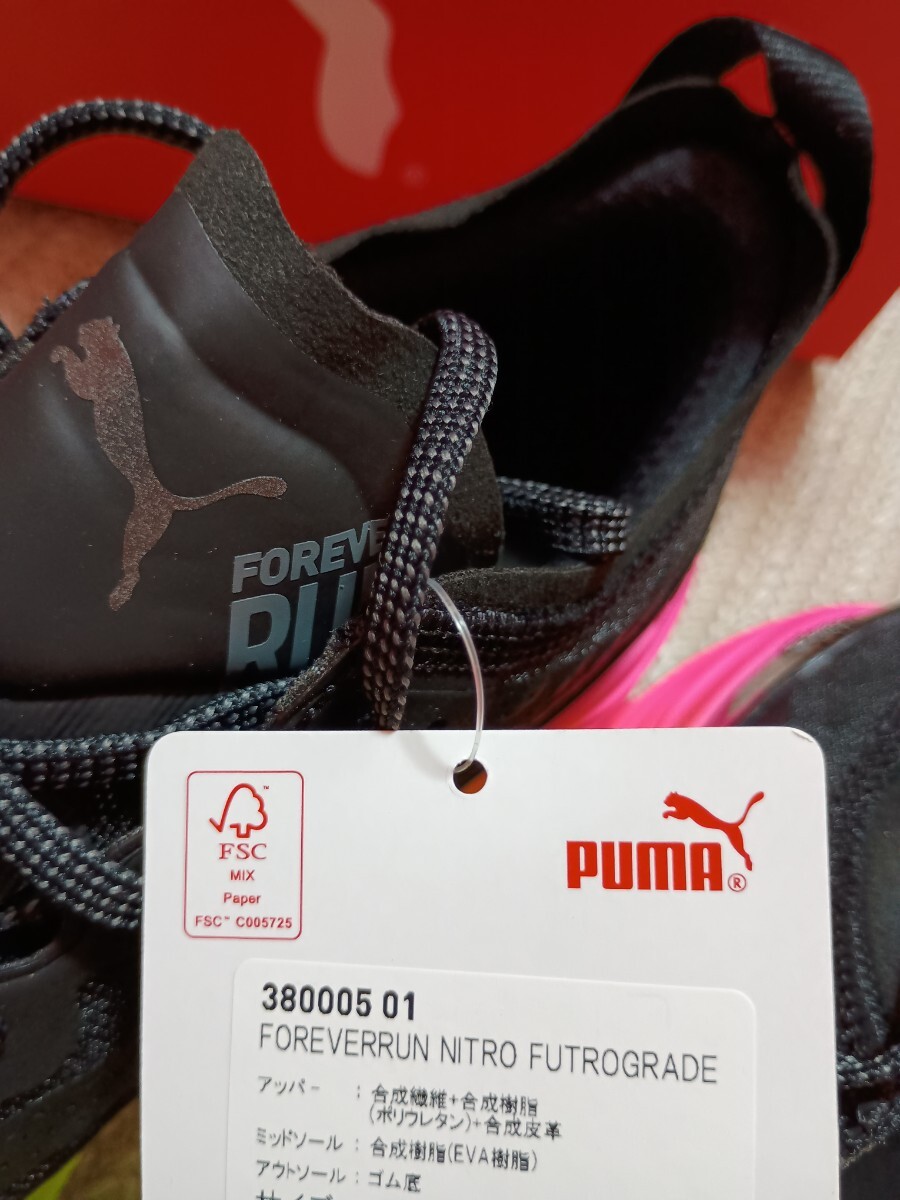 FOREVE
RU
FSC
MIX
Paper
FSC™ C005725
PUMA®
380005 01
FOREVERRUN NITRO FUTROGRADE
アッパー : 合成繊維+合成樹脂
(ポリウレタン)+合成皮革
ミッドソール : 合成樹脂(EVA樹脂)
アウトソール : ゴム底
サイズ